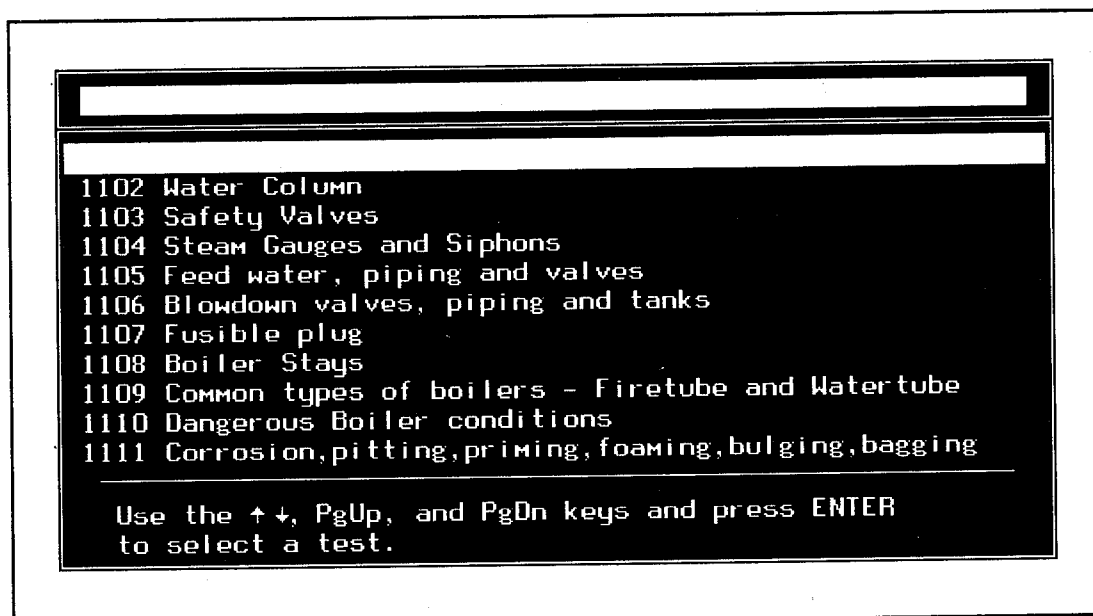 1102 Water Column
1103 Safety Valves
1104 Steam Gauges and Siphons
1105 Feed water, piping and valves
1106 Blowdown valves, piping and tanks
1107 Fusible plug
1108 Boiler Stays
1109 Common types of boilers - Firetube and Watertube
1110 Dangerous Boiler conditions
1111 Corrosion,pitting,priming,foaming,bulging,bagging
Use the ↑↓, PgUp, and PgDn keys and press ENTER
to select a test.